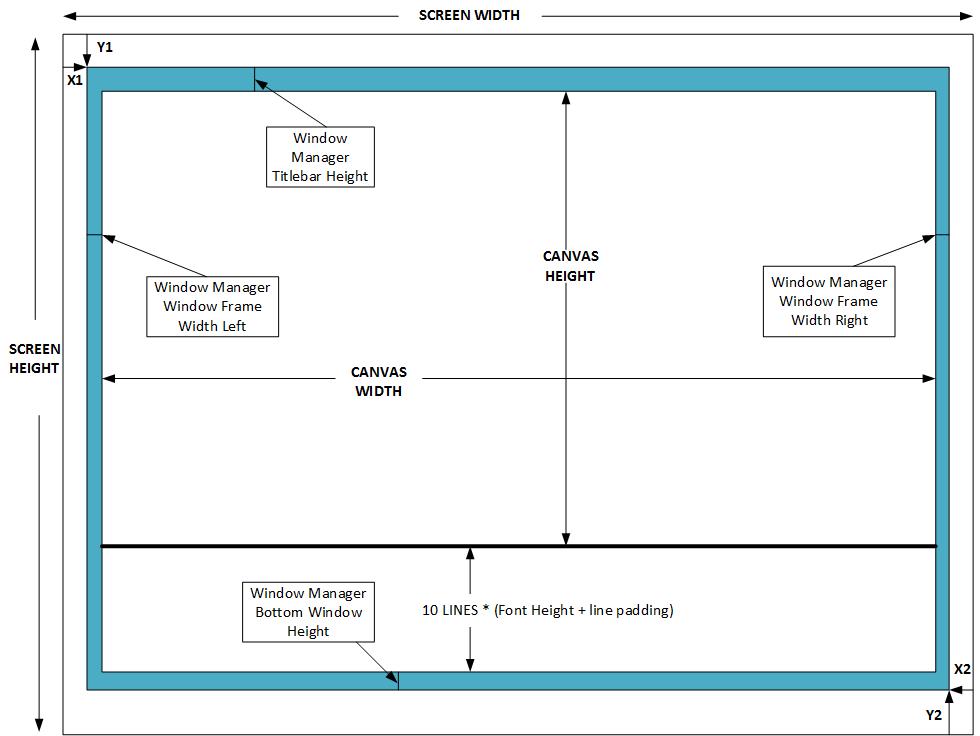 SCREEN WIDTH
Y1
X1
Window
Manager
Titlebar Height
CANVAS
HEIGHT
Window Manager
Window Frame
Width Left
Window Manager
Window Frame
Width Right
SCREEN
HEIGHT
CANVAS
WIDTH
Window Manager
Bottom Window
Height
10 LINES * (Font Height + line padding)
X2
Y2